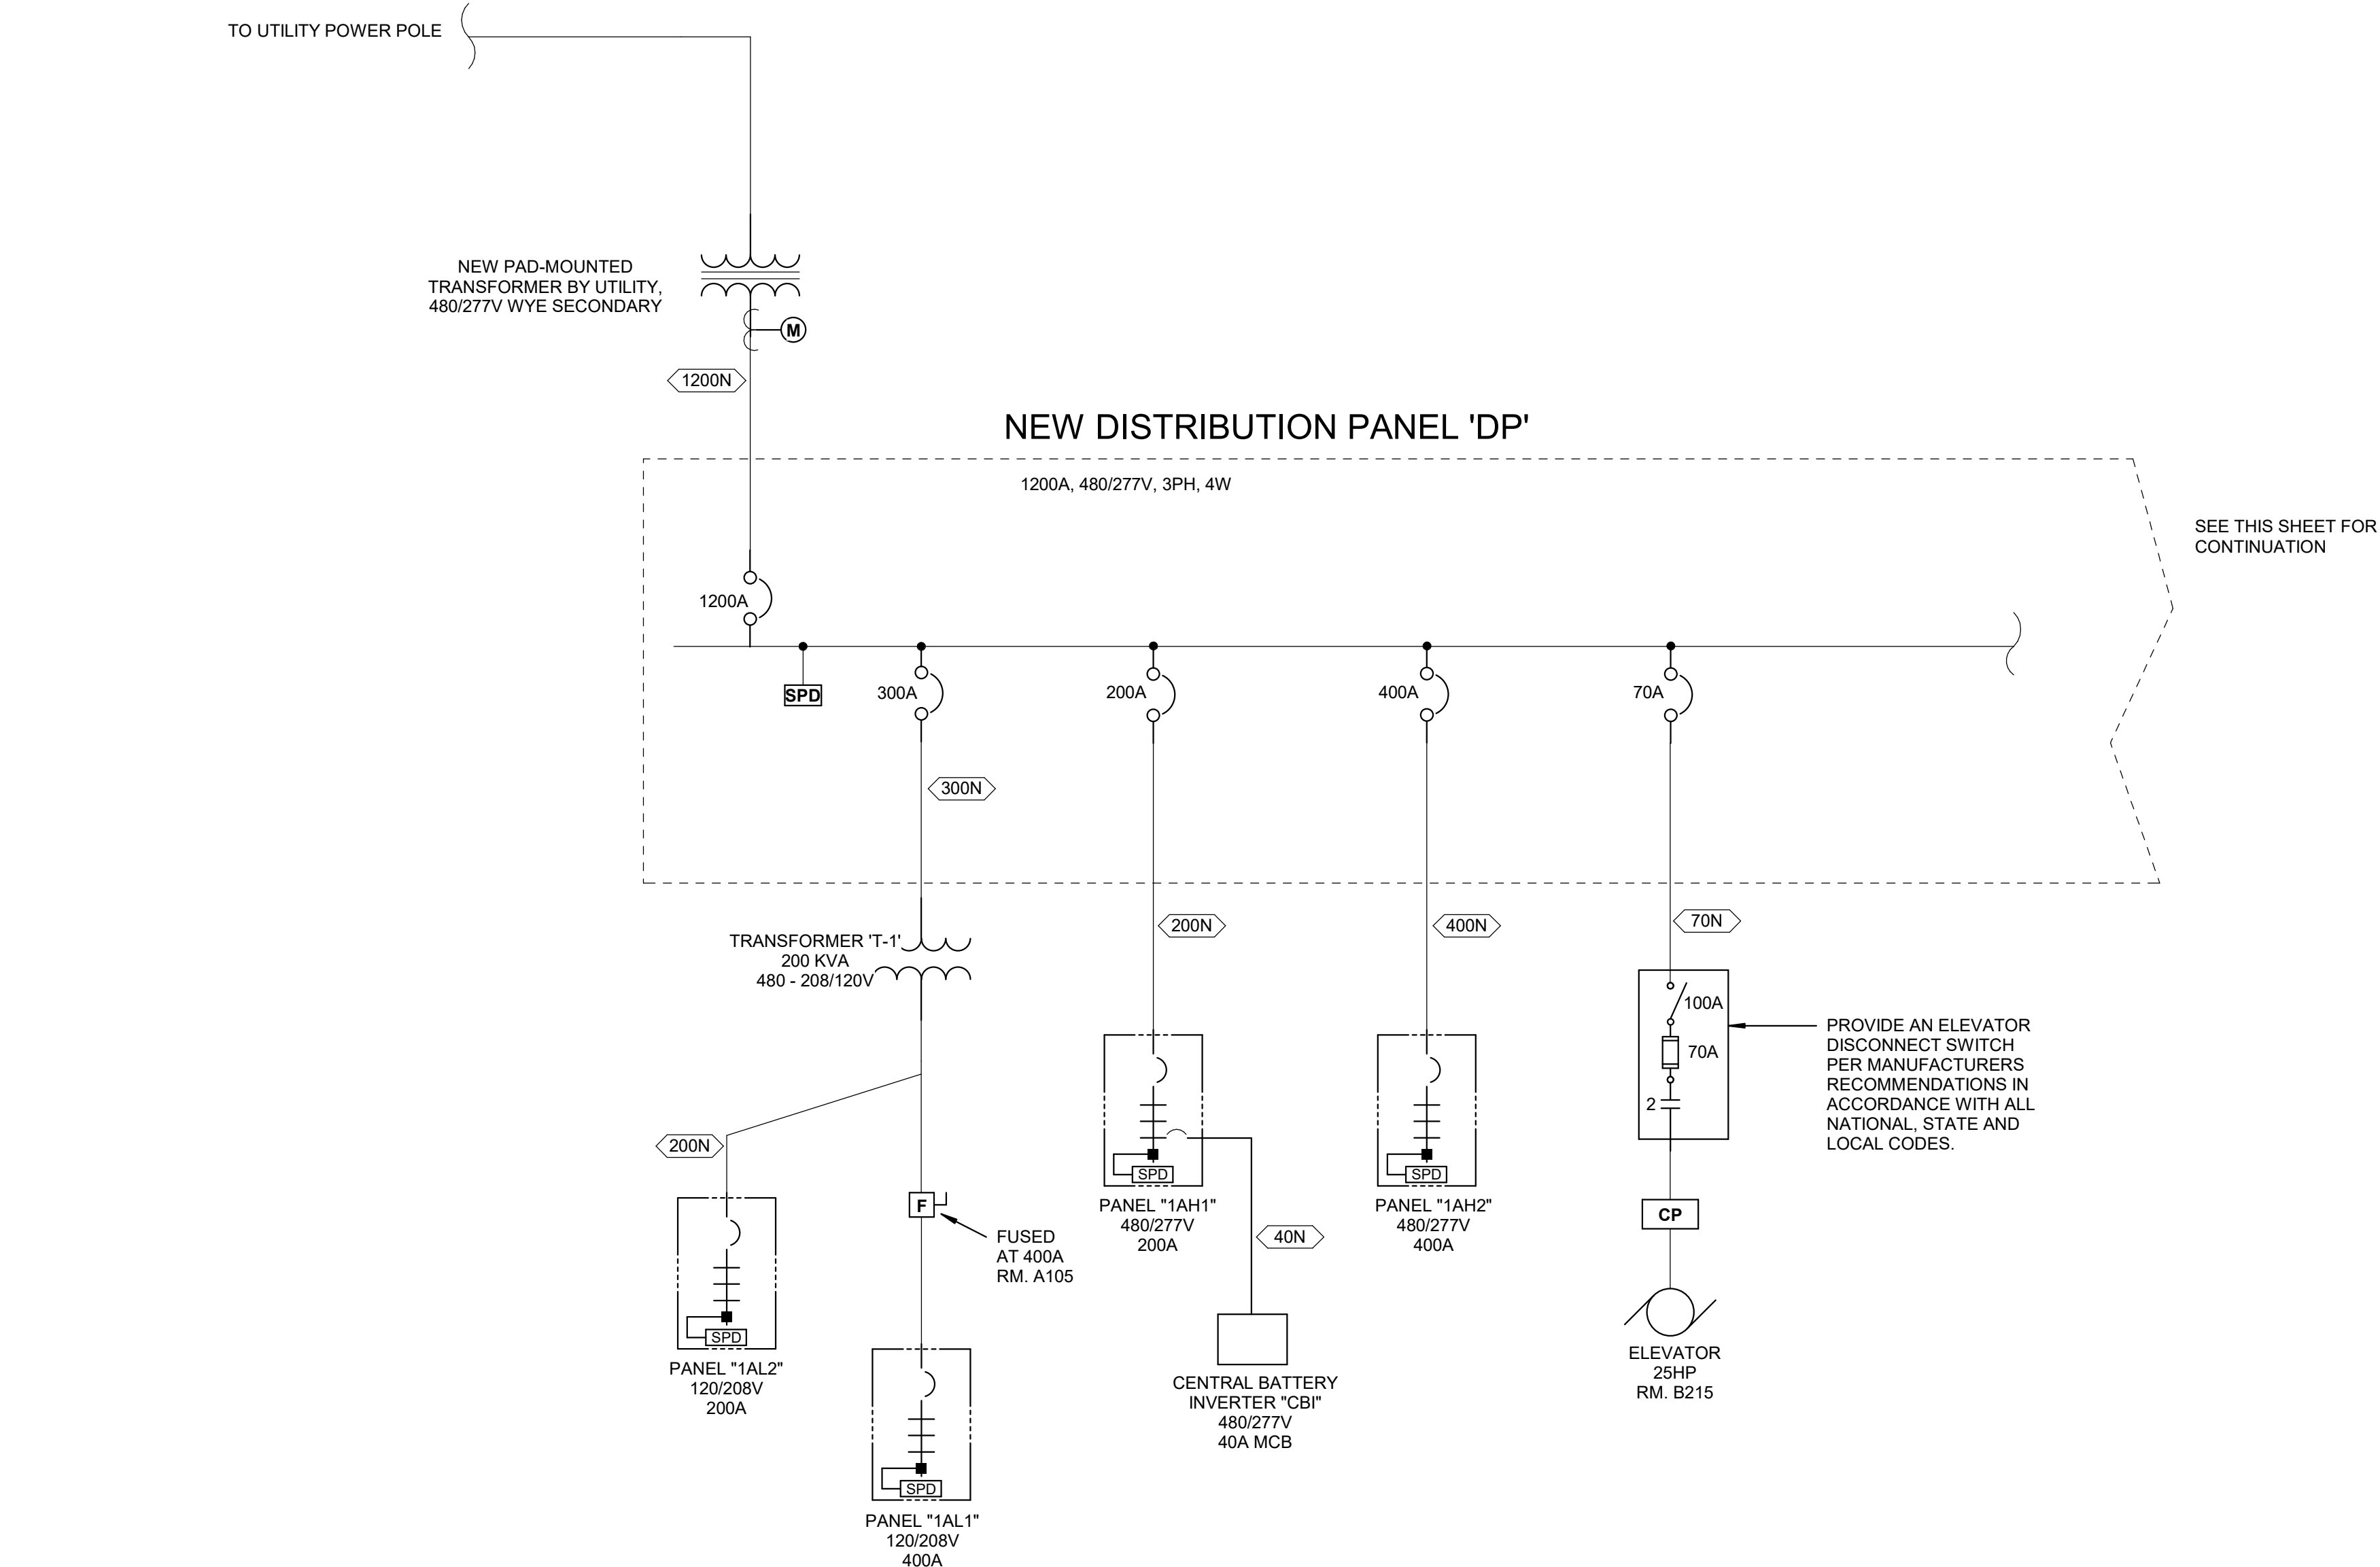 TO UTILITY POWER POLE
NEW PAD-MOUNTED
TRANSFORMER BY UTILITY,
480/277V WYE SECONDARY
M
1200N
NEW DISTRIBUTION PANEL 'DP'
1200A, 480/277V, 3PH, 4W
SEE THIS SHEET FOR
CONTINUATION
1200A
SPD
300A
200A
400A
70A
300N
200N
400N
70N
TRANSFORMER 'T-1'
200 KVA
480 - 208/120V
100A
70A
2
PROVIDE AN ELEVATOR
DISCONNECT SWITCH
PER MANUFACTURERS
RECOMMENDATIONS IN
ACCORDANCE WITH ALL
NATIONAL, STATE AND
LOCAL CODES.
200N
SPD
PANEL "1AL2"
120/208V
200A
F
FUSED
AT 400A
RM. A105
SPD
PANEL "1AL1"
120/208V
400A
SPD
PANEL "1AH1"
480/277V
200A
40N
CENTRAL BATTERY
INVERTER "CBI"
480/277V
40A MCB
SPD
PANEL "1AH2"
480/277V
400A
CP
ELEVATOR
25HP
RM. B215